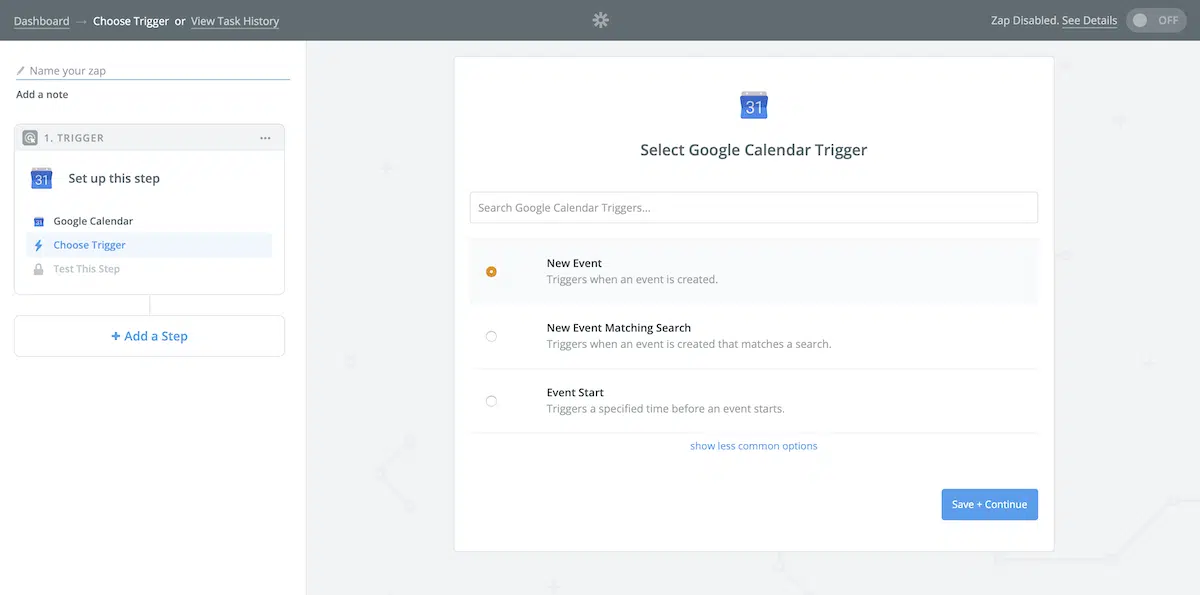 Dashboard → Choose Trigger or View Task History
Zap Disabled. See Details OFF
Name your zap
Add a note
1. TRIGGER
31 Set up this step
31 Google Calendar
Choose Trigger
Test This Step
+ Add a Step
31
Select Google Calendar Trigger
Search Google Calendar Triggers...
New Event
Triggers when an event is created.
New Event Matching Search
Triggers when an event is created that matches a search.
Event Start
Triggers a specified time before an event starts.
show less common options
Save + Continue